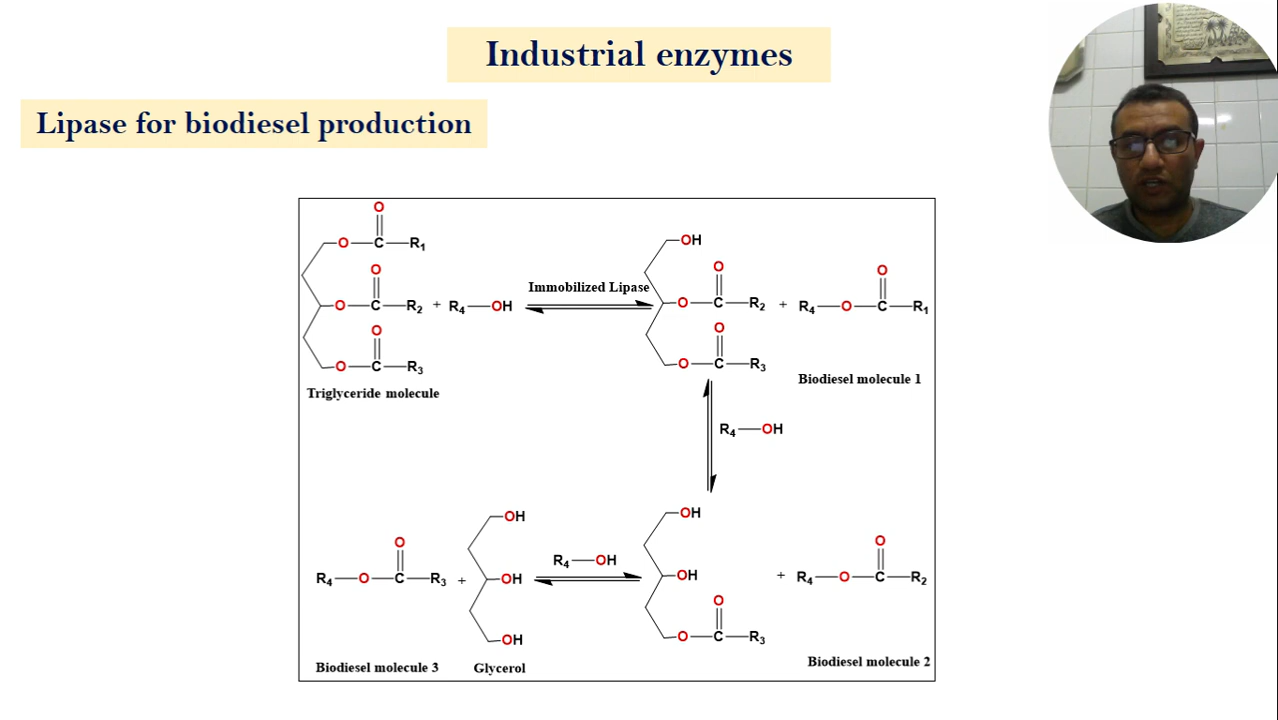 Industrial enzymes
Lipase for biodiesel production
O
O—C—R₁
O
O—C—R₂ + R₄—OH
O
O—C—R₃
Triglyceride molecule
Immobilized Lipase
OH
O
O—C—R₂ +
O
O—C—R₃
O
R₄—O—C—R₁
Biodiesel molecule 1
R₄—OH
OH
OH
O
O—C—R₃
+
O
R₄—O—C—R₂
Biodiesel molecule 2
R₄—OH
O
R₄—O—C—R₃ +
OH
OH
OH
Biodiesel molecule 3
Glycerol